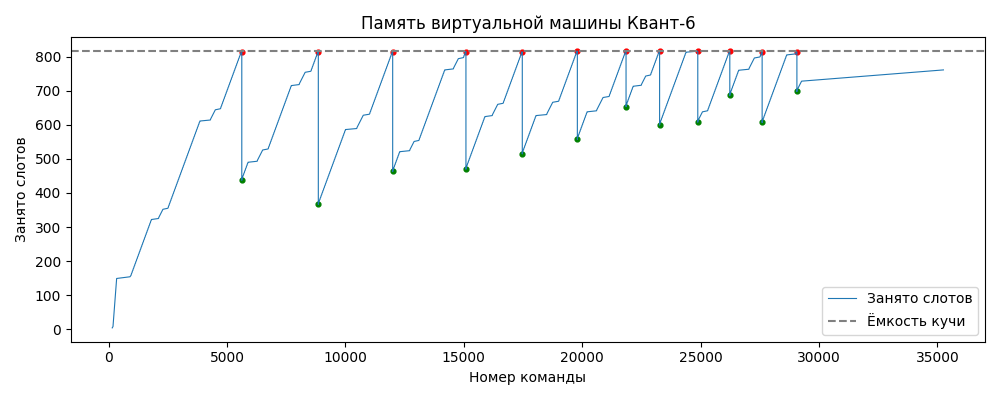 Память виртуальной машины Квант-6
Занято слотов
800
700
600
500
400
300
200
100
0
Занято слотов
Ёмкость кучи
0 5000 10000 15000 20000 25000 30000 35000
Номер команды